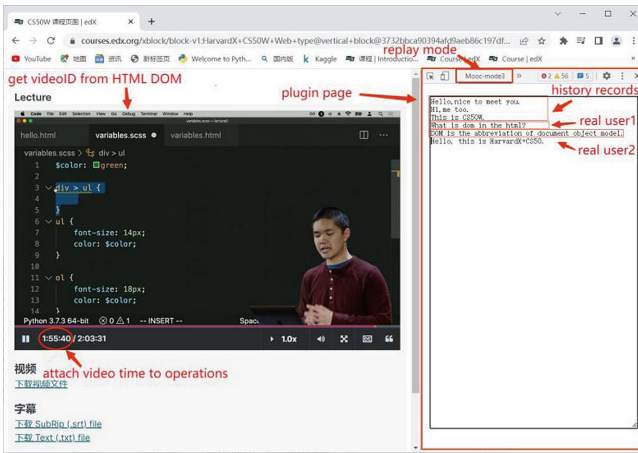 CS50W 课程页面 | edX
courses.edx.org/xblock/block-v1:HarvardX+CS50W+Web+type@vertical+block@3732bbca90394afd9aeb86c197df...
YouTube 地图 资讯 新标签页 Welcome to Pyth... 国内版 Kaggle 课程 | Introductio... Course | edX Course | edX
replay mode
get videoID from HTML DOM
plugin page
Mooc-mode3 » 2 56 5
Lecture
history records
Code File Edit Selection View Go Debug Terminal Window Help
Hello,nice to meet you.
Hi,me too.
This is CS50W.
real user1
What is dom in the html?
DOM is the abbreviation of document object model.
Hello, this is HarvardX+CS50.
real user2
hello.html variables.scss variables.html
variables.scss > div > ul
1 $color: green;
2
3 div > ul {
4
5 }
6 ul {
7 font-size: 14px;
8 color: $color;
9 }
10
11 ol {
12 font-size: 18px;
13 color: $color;
14 }
Python 3.7.3 64-bit 0 1 -- INSERT -- Spac
1:55:40 / 2:03:31 1.0x
attach video time to operations
视频
下载视频文件
字幕
下载 SubRip (.srt) file
下载 Text (.txt) file